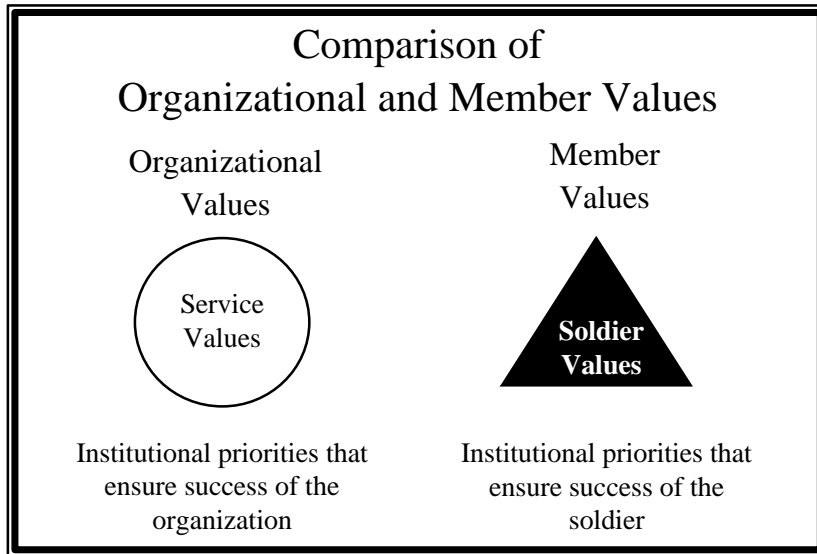 Comparison of
Organizational and Member Values
Organizational
Values
Service
Values
Institutional priorities that
ensure success of the
organization
Member
Values
Soldier
Values
Institutional priorities that
ensure success of the
soldier